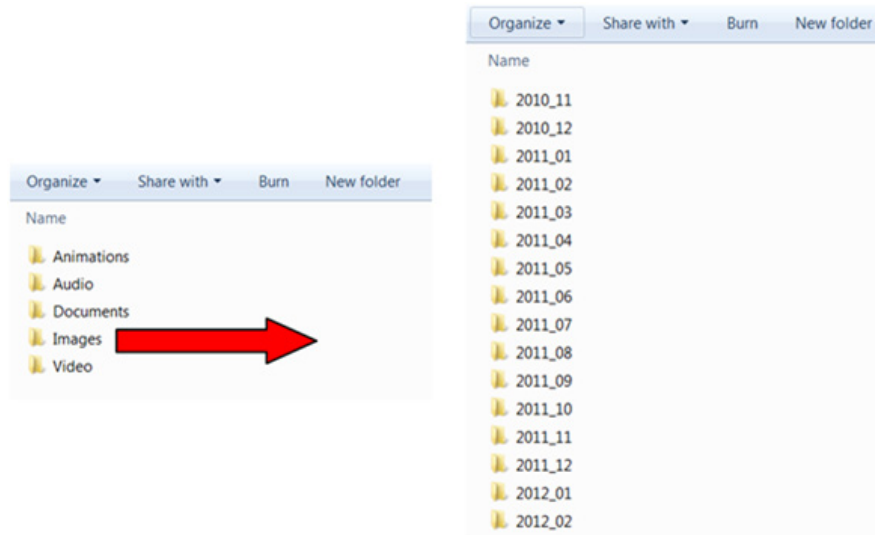 Organize Share with Burn New folder
Name
Animations
Audio
Documents
Images
Video
Organize Share with Burn New folder
Name
2010_11
2010_12
2011_01
2011_02
2011_03
2011_04
2011_05
2011_06
2011_07
2011_08
2011_09
2011_10
2011_11
2011_12
2012_01
2012_02